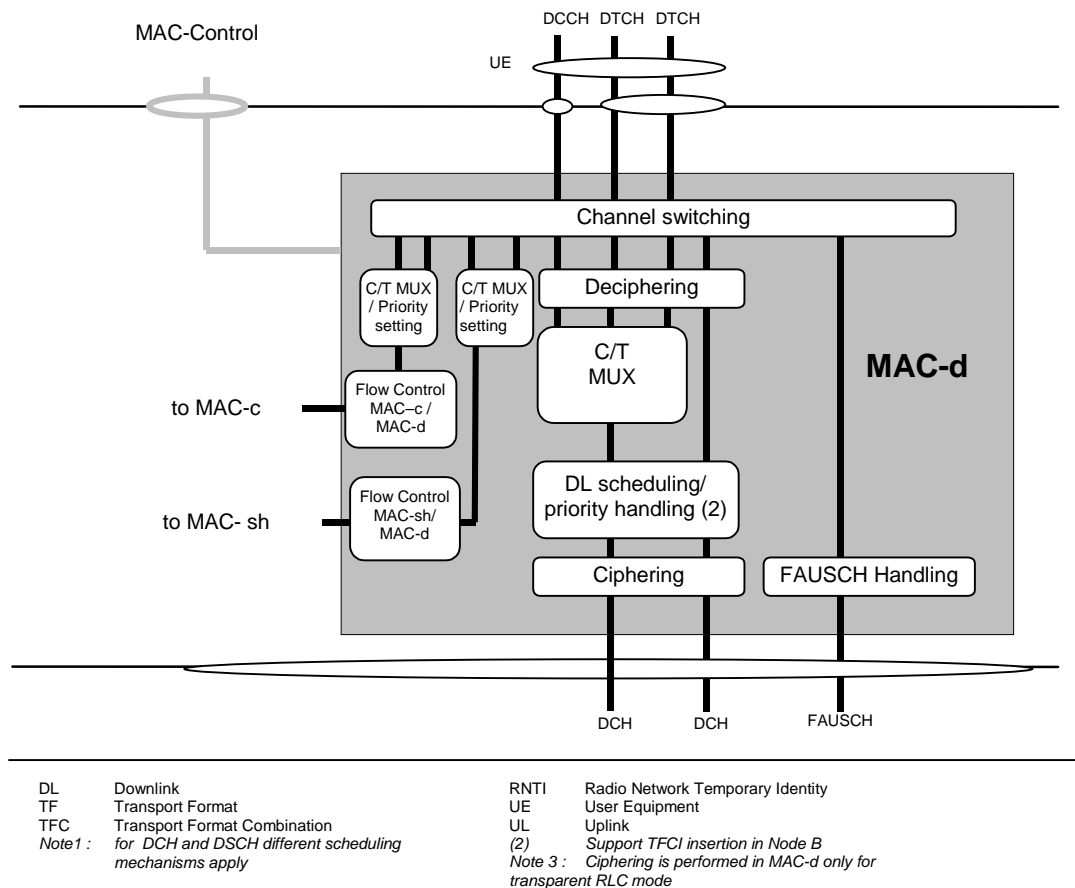 DCCH DTCH DTCH
MAC-Control
UE
Channel switching
C/T MUX
/ Priority
setting
C/T MUX
/ Priority
setting
Deciphering
C/T
MUX
MAC-d
Flow Control
MAC–c /
MAC-d
to MAC-c
DL scheduling/
priority handling (2)
Flow Control
MAC-sh/
MAC-d
to MAC- sh
Ciphering
FAUSCH Handling
DCH
DCH
FAUSCH
DL Downlink
TF Transport Format
TFC Transport Format Combination
Note1 : for DCH and DSCH different scheduling
mechanisms apply
RNTI Radio Network Temporary Identity
UE User Equipment
UL Uplink
(2) Support TFCI insertion in Node B
Note 3 : Ciphering is performed in MAC-d only for
transparent RLC mode